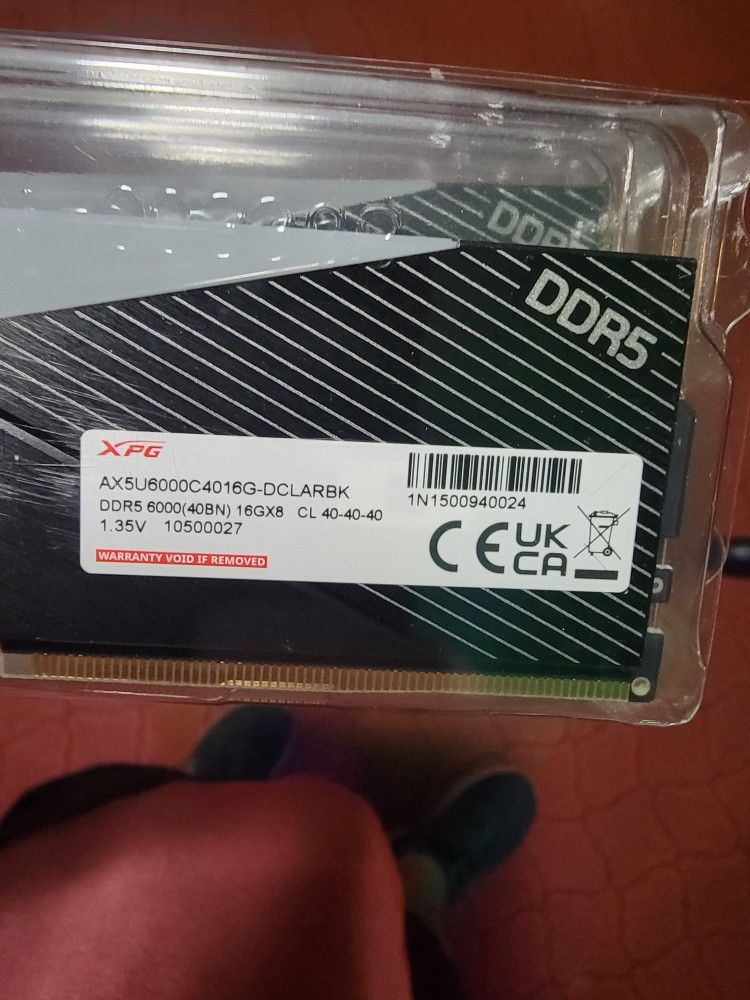 DDR5
DDR5
XPG
AX5U6000C4016G-DCLARBK
DDR5 6000(40BN) 16GX8 CL 40-40-40
1.35V 10500027
WARRANTY VOID IF REMOVED
1N1500940024
CE UK
CA